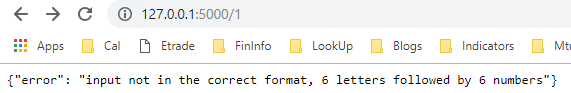 127.0.0.1:5000/1
Apps Cal Etrade FinInfo LookUp Blogs Indicators
{"error": "input not in the correct format, 6 letters followed by 6 numbers"}